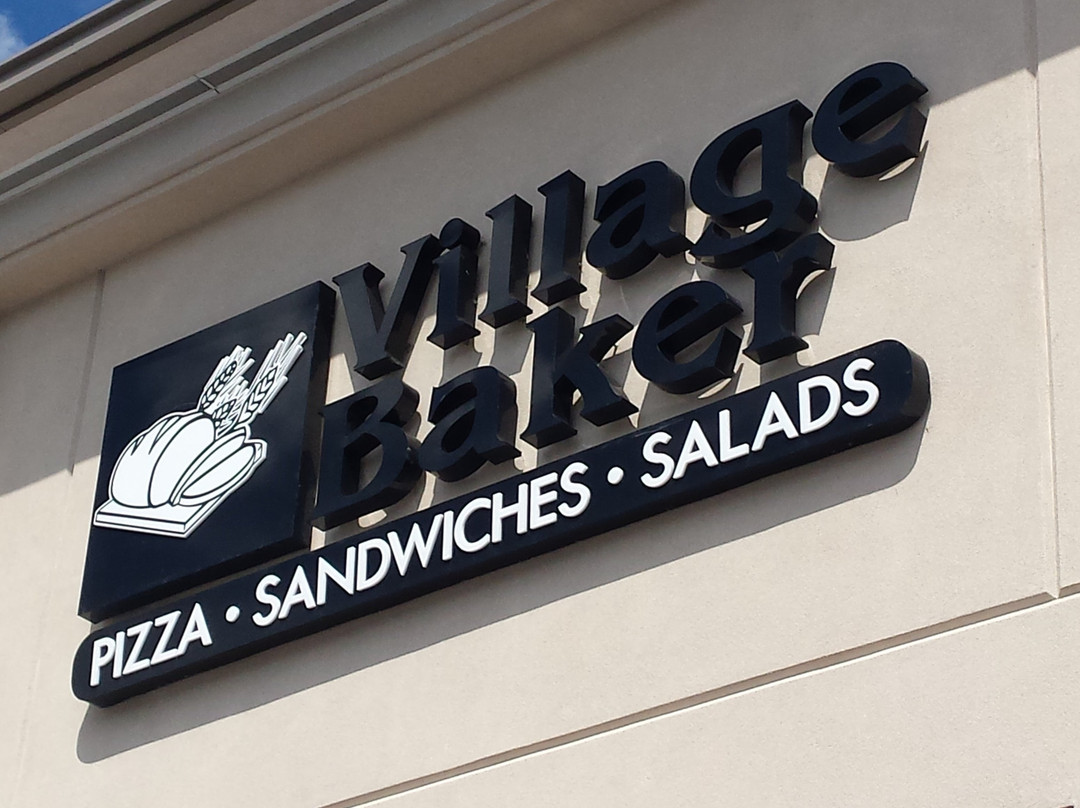 Village
Baker
PIZZA • SANDWICHES • SALADS